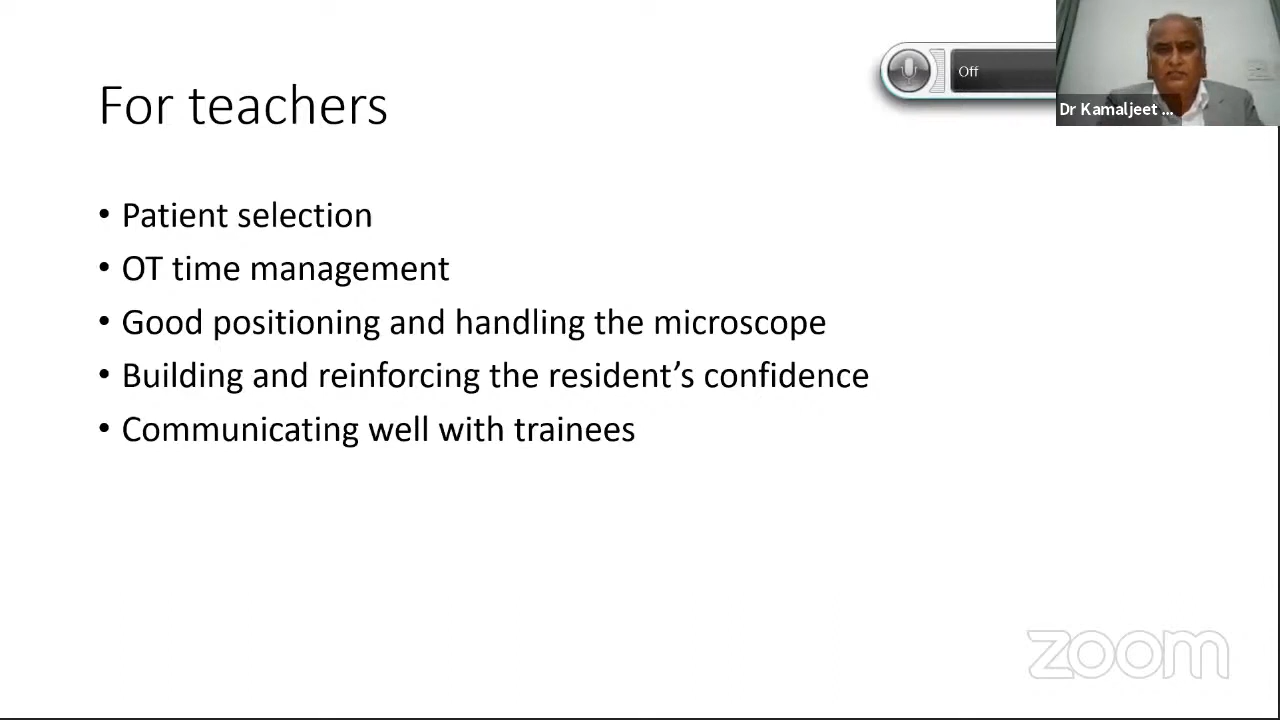 For teachers
Off
Dr Kamaljeet ...
• Patient selection
• OT time management
• Good positioning and handling the microscope
• Building and reinforcing the resident’s confidence
• Communicating well with trainees
zoom